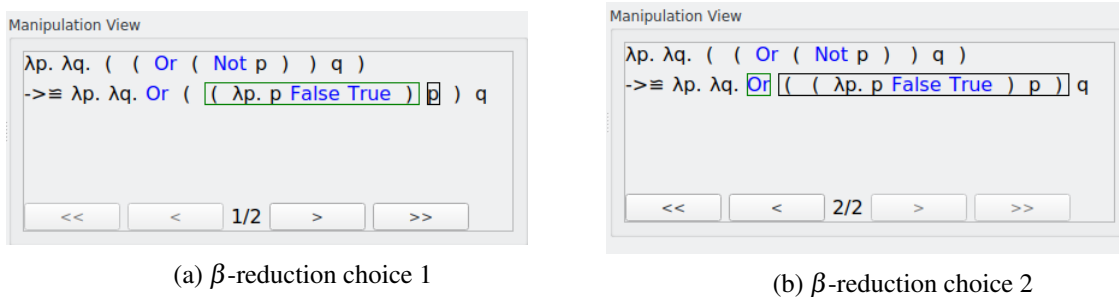 Manipulation View
λp. λq. ( ( Or ( Not p ) ) q )
->≡ λp. λq. Or ( ( λp. p False True ) p ) q
<< < 1/2 > >>
(a) β-reduction choice 1
Manipulation View
λp. λq. ( ( Or ( Not p ) ) q )
->≡ λp. λq. Or ( ( λp. p False True ) p ) q
<< < 2/2 > >>
(b) β-reduction choice 2